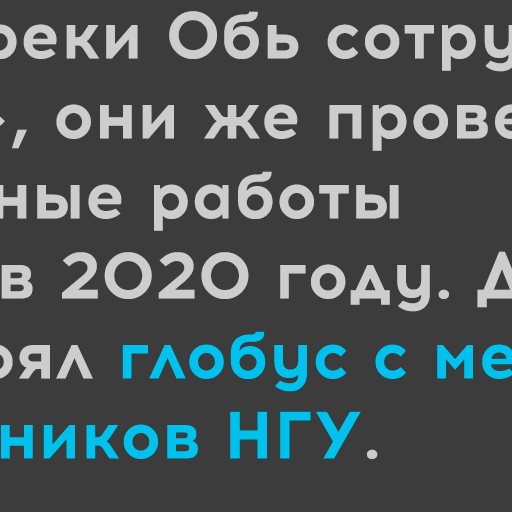 реки Обь сотру
», они же прове
ные работы
в 2020 году. Д
оял глобус с ме
ников НГУ.